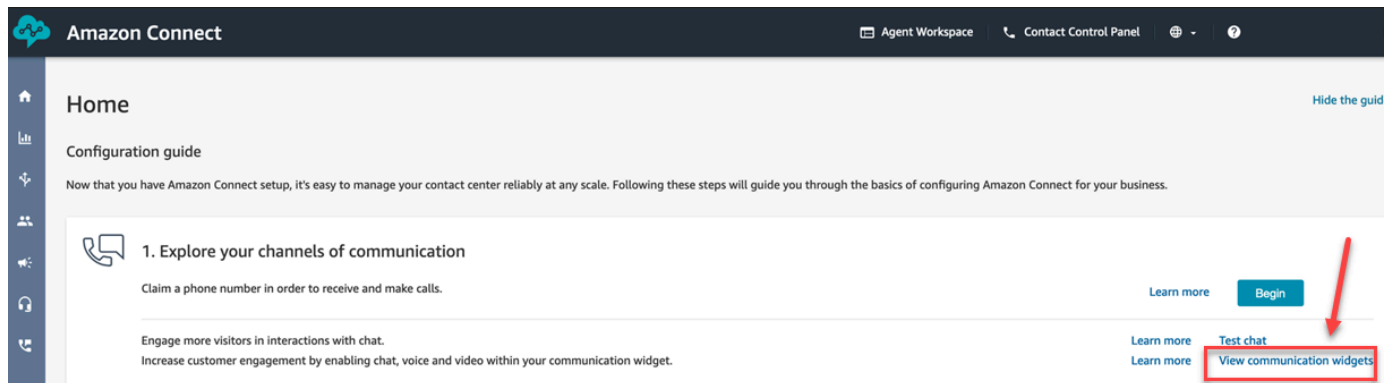 Amazon Connect
Agent Workspace
Contact Control Panel
Home
Hide the guid
Configuration guide
Now that you have Amazon Connect setup, it's easy to manage your contact center reliably at any scale. Following these steps will guide you through the basics of configuring Amazon Connect for your business.
1. Explore your channels of communication
Claim a phone number in order to receive and make calls.
Learn more
Begin
Engage more visitors in interactions with chat.
Learn more
Test chat
Increase customer engagement by enabling chat, voice and video within your communication widget.
Learn more
View communication widgets